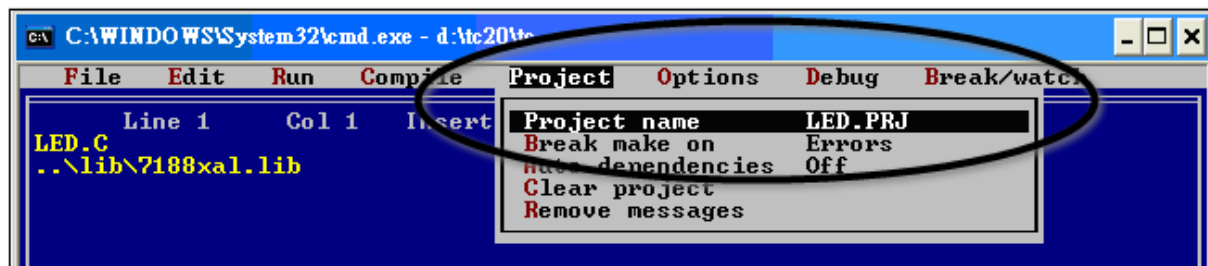 C:\WINDOWS\System32\cmd.exe - d:\tc20\tc
File Edit Run Compile Project Options Debug Break/watch
Line 1 Col 1 Insert
Project name LED.PRJ
LED.C
Break make on Errors
..\lib\7188xal.lib
Auto dependencies Off
Clear project
Remove messages